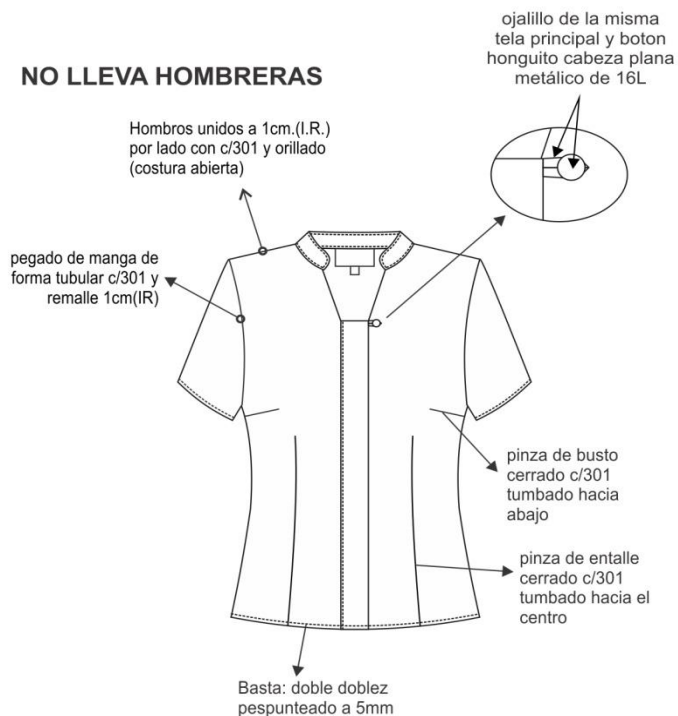 ojalillo de la misma
tela principal y boton
honguito cabeza plana
metálico de 16L
NO LLEVA HOMBRERAS
Hombros unidos a 1cm.(I.R.)
por lado con c/301 y orillado
(costura abierta)
pegado de manga de
forma tubular c/301 y
remalle 1cm(IR)
pinza de busto
cerrado c/301
tumbado hacia
abajo
pinza de entalle
cerrado c/301
tumbado hacia el
centro
Basta: doble doblez
pespunteado a 5mm